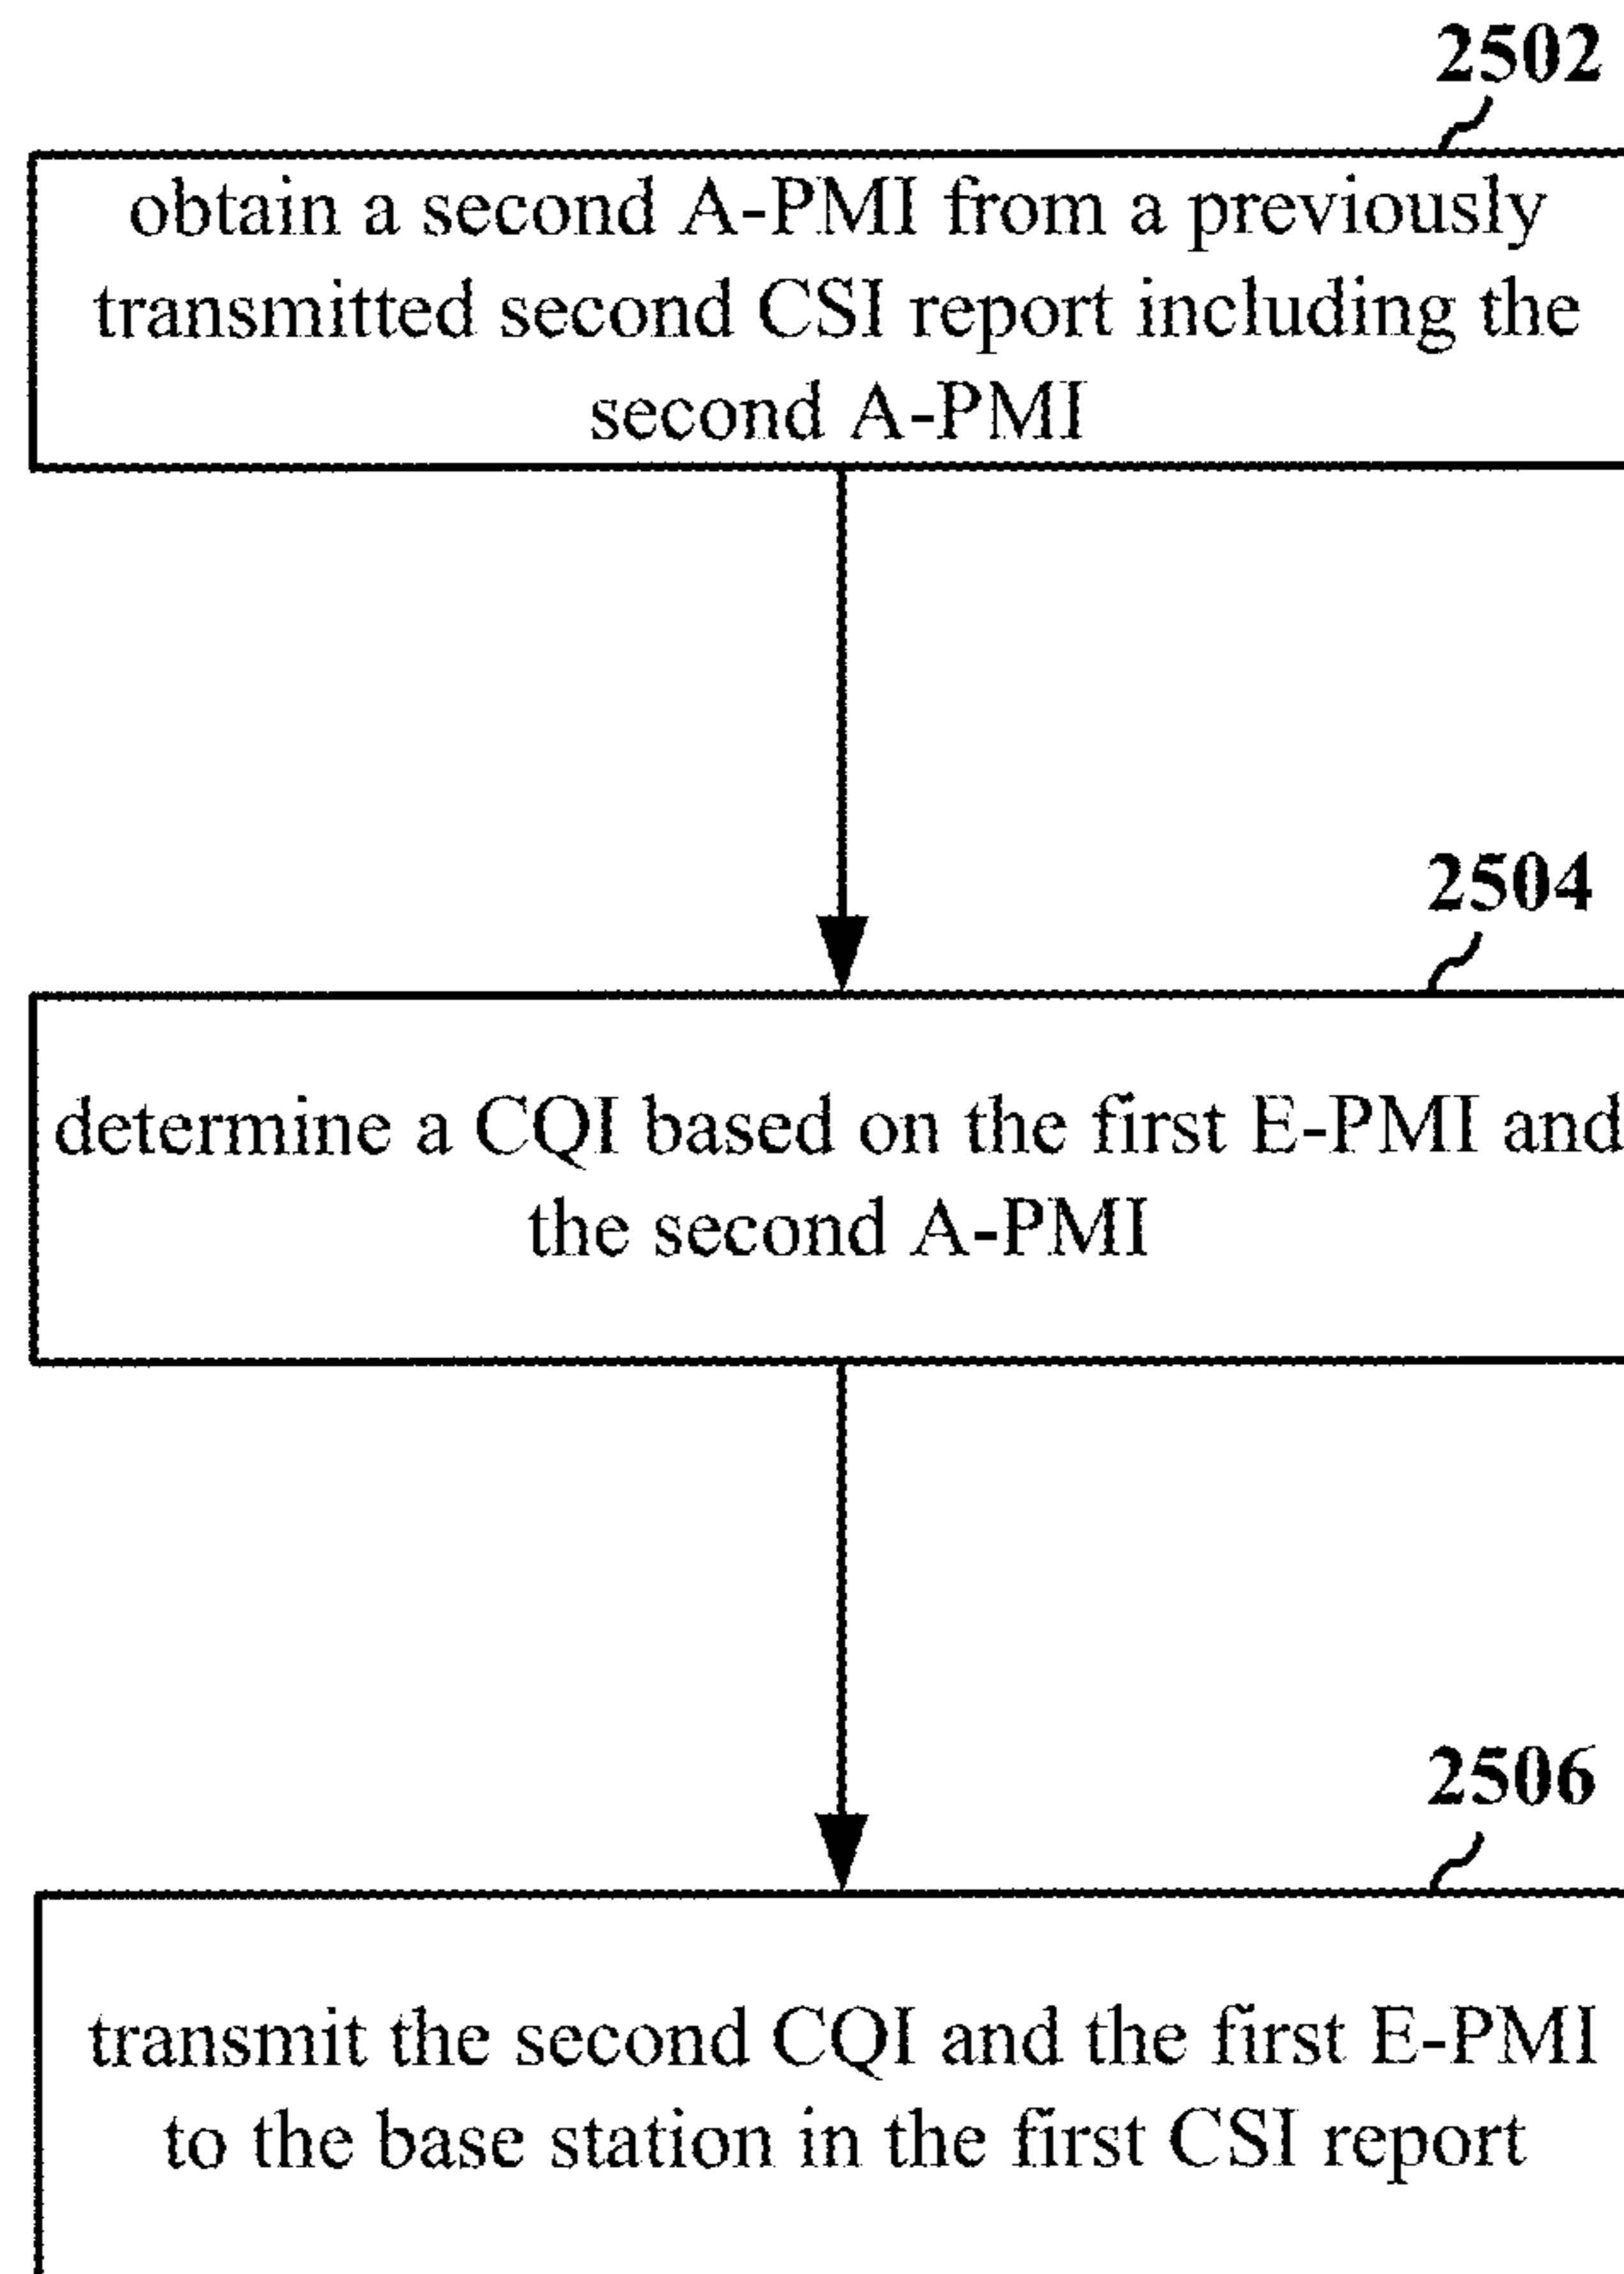 2502
obtain a second A-PMI from a previously
transmitted second CSI report including the
second A-PMI
2504
determine a CQI based on the first E-PMI and
the second A-PMI
2506
transmit the second CQI and the first E-PMI
to the base station in the first CSI report